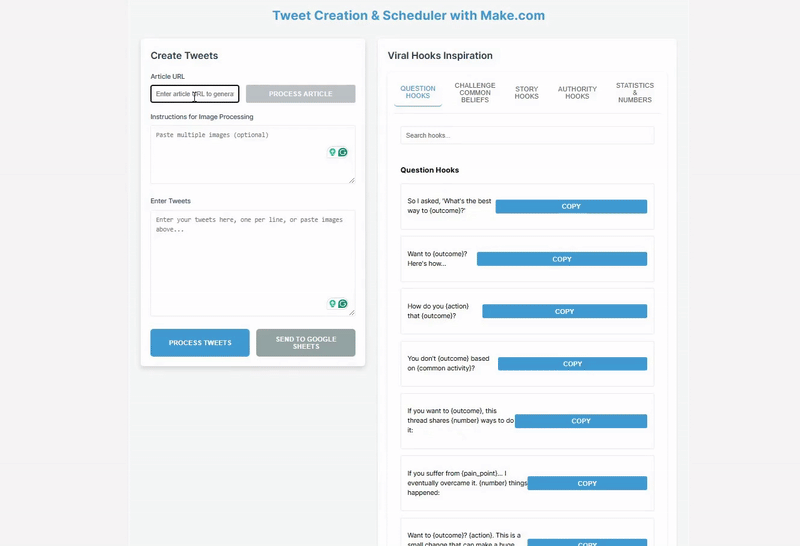 Tweet Creation & Scheduler with Make.com
Create Tweets
Article URL
Enter article URL to genera
PROCESS ARTICLE
Instructions for Image Processing
Paste multiple images (optional)
Enter Tweets
Enter your tweets here, one per line, or paste images
above...
PROCESS TWEETS
SEND TO GOOGLE
SHEETS
Viral Hooks Inspiration
QUESTION
HOOKS
CHALLENGE
COMMON
BELIEFS
STORY
HOOKS
AUTHORITY
HOOKS
STATISTICS
&
NUMBERS
Search hooks...
Question Hooks
So I asked, 'What's the best
way to {outcome}?'
COPY
Want to {outcome}?
Here's how...
COPY
How do you {action}
that {outcome}?
COPY
You don't {outcome} based
on {common activity}?
COPY
If you want to {outcome}, this
thread shares {number} ways to do
it:
COPY
If you suffer from {pain_point}... I
eventually overcame it. {number} things
happened:
COPY
Want to {outcome}? {action}. This is a
small change that can make a huge
COPY